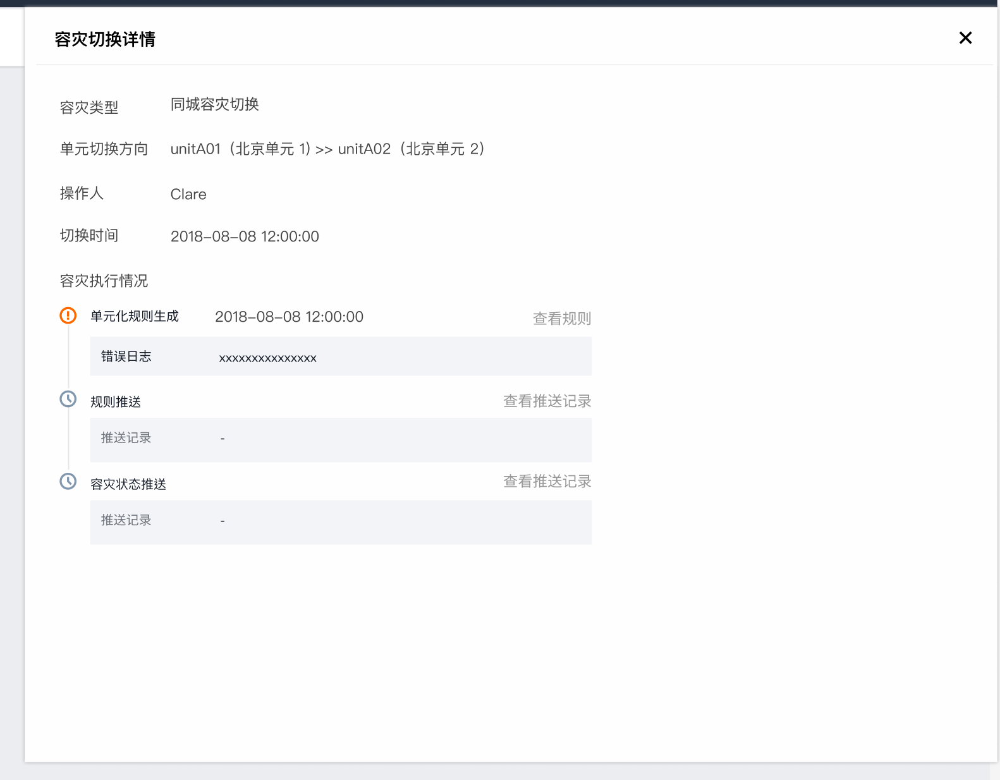 容灾切换详情
容灾类型 同城容灾切换
单元切换方向 unitA01（北京单元 1) >> unitA02（北京单元 2）
操作人 Clare
切换时间 2018-08-08 12:00:00
容灾执行情况
单元化规则生成 2018-08-08 12:00:00 查看规则
错误日志 xxxxxxxxxxxxxxx
规则推送 查看推送记录
推送记录 -
容灾状态推送 查看推送记录
推送记录 -